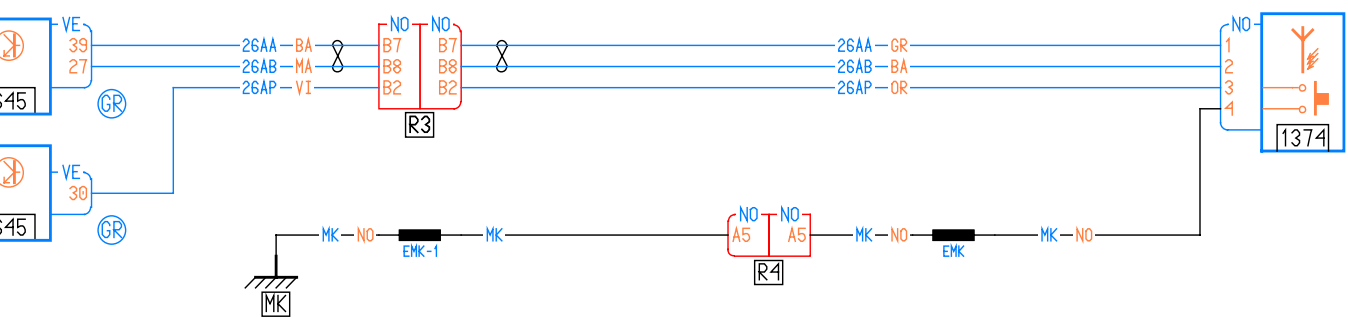 VE NO NO NO
39 26AA BA B7 B7 26AA GR 1
27 26AB MA B8 B8 26AB BA 2
26AP VI B2 B2 26AP OR 3
4
S45 GR R3 1374
VE
30
S45 GR
NO NO
MK NO MK A5 A5 MK NO MK NO
EMK-1 EMK
R4
MK